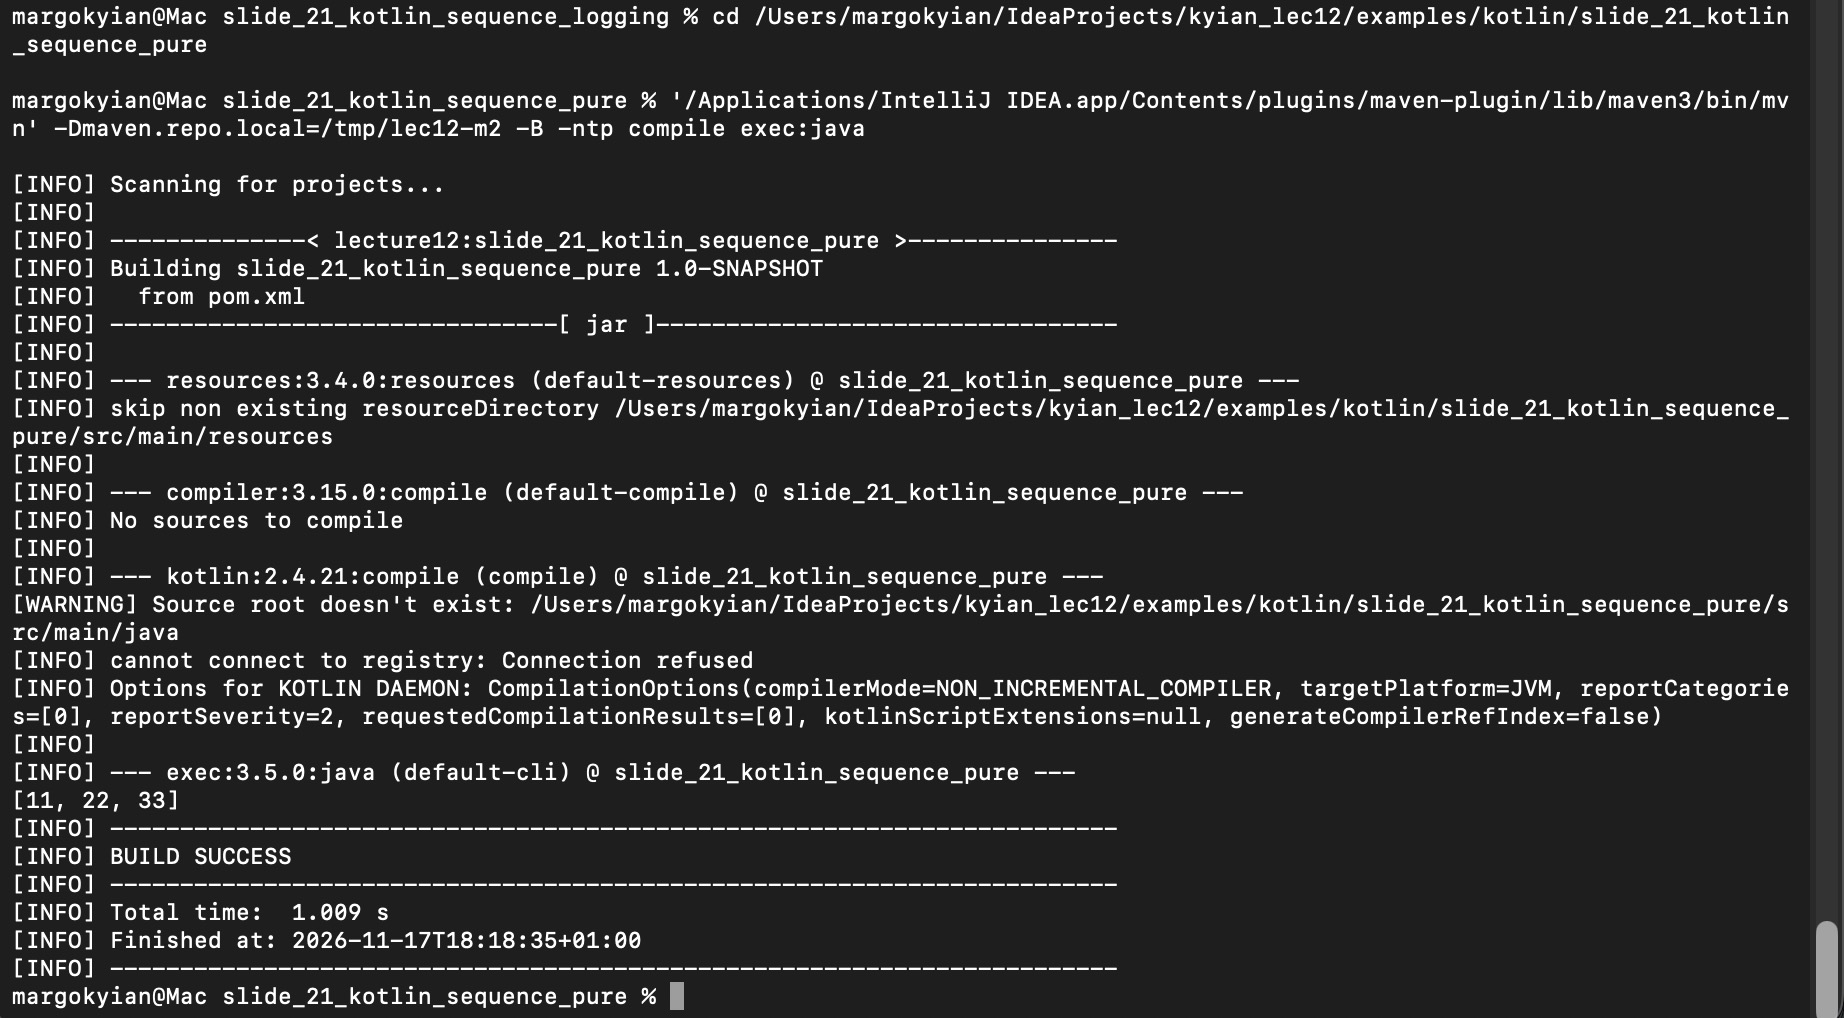 margokyian@Mac slide_21_kotlin_sequence_logging % cd /Users/margokyian/IdeaProjects/kyian_lec12/examples/kotlin/slide_21_kotlin
_sequence_pure
margokyian@Mac slide_21_kotlin_sequence_pure % '/Applications/IntelliJ IDEA.app/Contents/plugins/maven-plugin/lib/maven3/bin/mv
n' -Dmaven.repo.local=/tmp/lec12-m2 -B -ntp compile exec:java
[INFO] Scanning for projects...
[INFO]
[INFO] --------------< lecture12:slide_21_kotlin_sequence_pure >---------------
[INFO] Building slide_21_kotlin_sequence_pure 1.0-SNAPSHOT
[INFO]   from pom.xml
[INFO] --------------------------------[ jar ]---------------------------------
[INFO]
[INFO] --- resources:3.4.0:resources (default-resources) @ slide_21_kotlin_sequence_pure ---
[INFO] skip non existing resourceDirectory /Users/margokyian/IdeaProjects/kyian_lec12/examples/kotlin/slide_21_kotlin_sequence_
pure/src/main/resources
[INFO]
[INFO] --- compiler:3.15.0:compile (default-compile) @ slide_21_kotlin_sequence_pure ---
[INFO] No sources to compile
[INFO]
[INFO] --- kotlin:2.4.21:compile (compile) @ slide_21_kotlin_sequence_pure ---
[WARNING] Source root doesn't exist: /Users/margokyian/IdeaProjects/kyian_lec12/examples/kotlin/slide_21_kotlin_sequence_pure/s
rc/main/java
[INFO] cannot connect to registry: Connection refused
[INFO] Options for KOTLIN DAEMON: CompilationOptions(compilerMode=NON_INCREMENTAL_COMPILER, targetPlatform=JVM, reportCategorie
s=[0], reportSeverity=2, requestedCompilationResults=[0], kotlinScriptExtensions=null, generateCompilerRefIndex=false)
[INFO]
[INFO] --- exec:3.5.0:java (default-cli) @ slide_21_kotlin_sequence_pure ---
[11, 22, 33]
[INFO] ------------------------------------------------------------------------
[INFO] BUILD SUCCESS
[INFO] ------------------------------------------------------------------------
[INFO] Total time:  1.009 s
[INFO] Finished at: 2026-11-17T18:18:35+01:00
[INFO] ------------------------------------------------------------------------
margokyian@Mac slide_21_kotlin_sequence_pure %